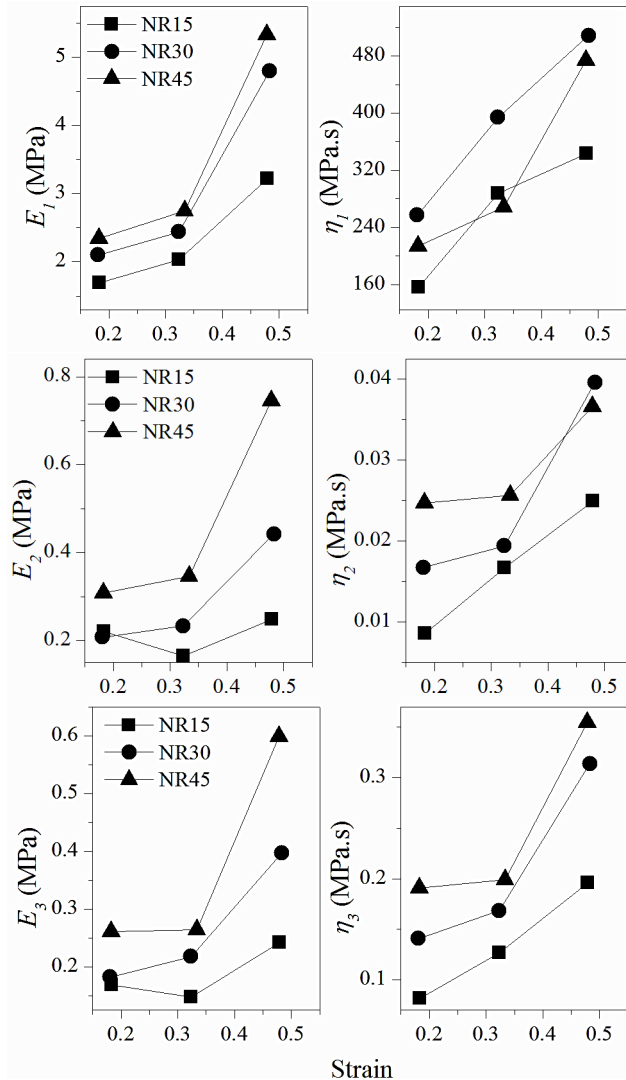 NR15
NR30
NR45
E1 (MPa)
5
4
3
2
0.2 0.3 0.4 0.5
η1 (MPa.s)
480
400
320
240
160
0.2 0.3 0.4 0.5
NR15
NR30
NR45
E2 (MPa)
0.8
0.6
0.4
0.2
0.2 0.3 0.4 0.5
η2 (MPa.s)
0.04
0.03
0.02
0.01
0.2 0.3 0.4 0.5
NR15
NR30
NR45
E3 (MPa)
0.6
0.5
0.4
0.3
0.2
0.2 0.3 0.4 0.5
η3 (MPa.s)
0.3
0.2
0.1
0.2 0.3 0.4 0.5
Strain